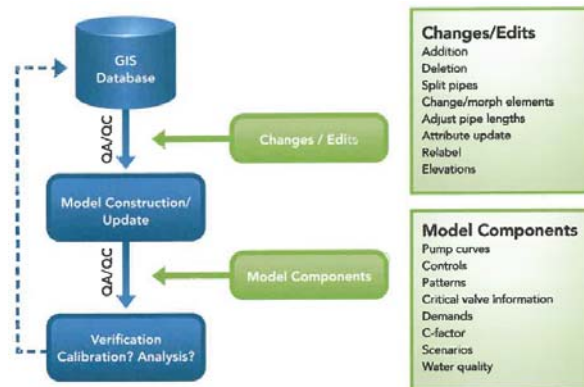 GIS
Database
QA/QC
Changes / Edits
Model Construction/
Update
QA/QC
Model Components
Verification
Calibration? Analysis?
Changes/Edits
Addition
Deletion
Split pipes
Change/morph elements
Adjust pipe lengths
Attribute update
Relabel
Elevations
Model Components
Pump curves
Controls
Patterns
Critical valve information
Demands
C-factor
Scenarios
Water quality